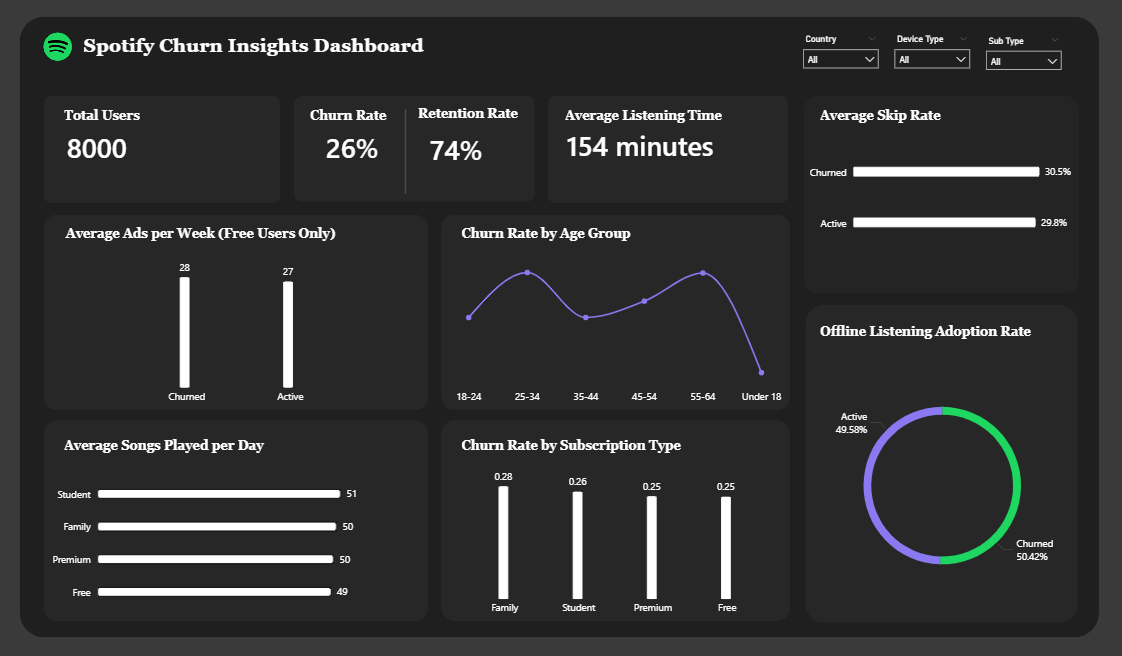 Spotify Churn Insights Dashboard
Country
All
Device Type
All
Sub Type
All
Total Users
8000
Churn Rate
26%
Retention Rate
74%
Average Listening Time
154 minutes
Average Skip Rate
Churned 30.5%
Active 29.8%
Average Ads per Week (Free Users Only)
28 27
Churned Active
Churn Rate by Age Group
18-24 25-34 35-44 45-54 55-64 Under 18
Offline Listening Adoption Rate
Active
49.58%
Churned
50.42%
Average Songs Played per Day
Student 51
Family 50
Premium 50
Free 49
Churn Rate by Subscription Type
0.28 0.26 0.25 0.25
Family Student Premium Free